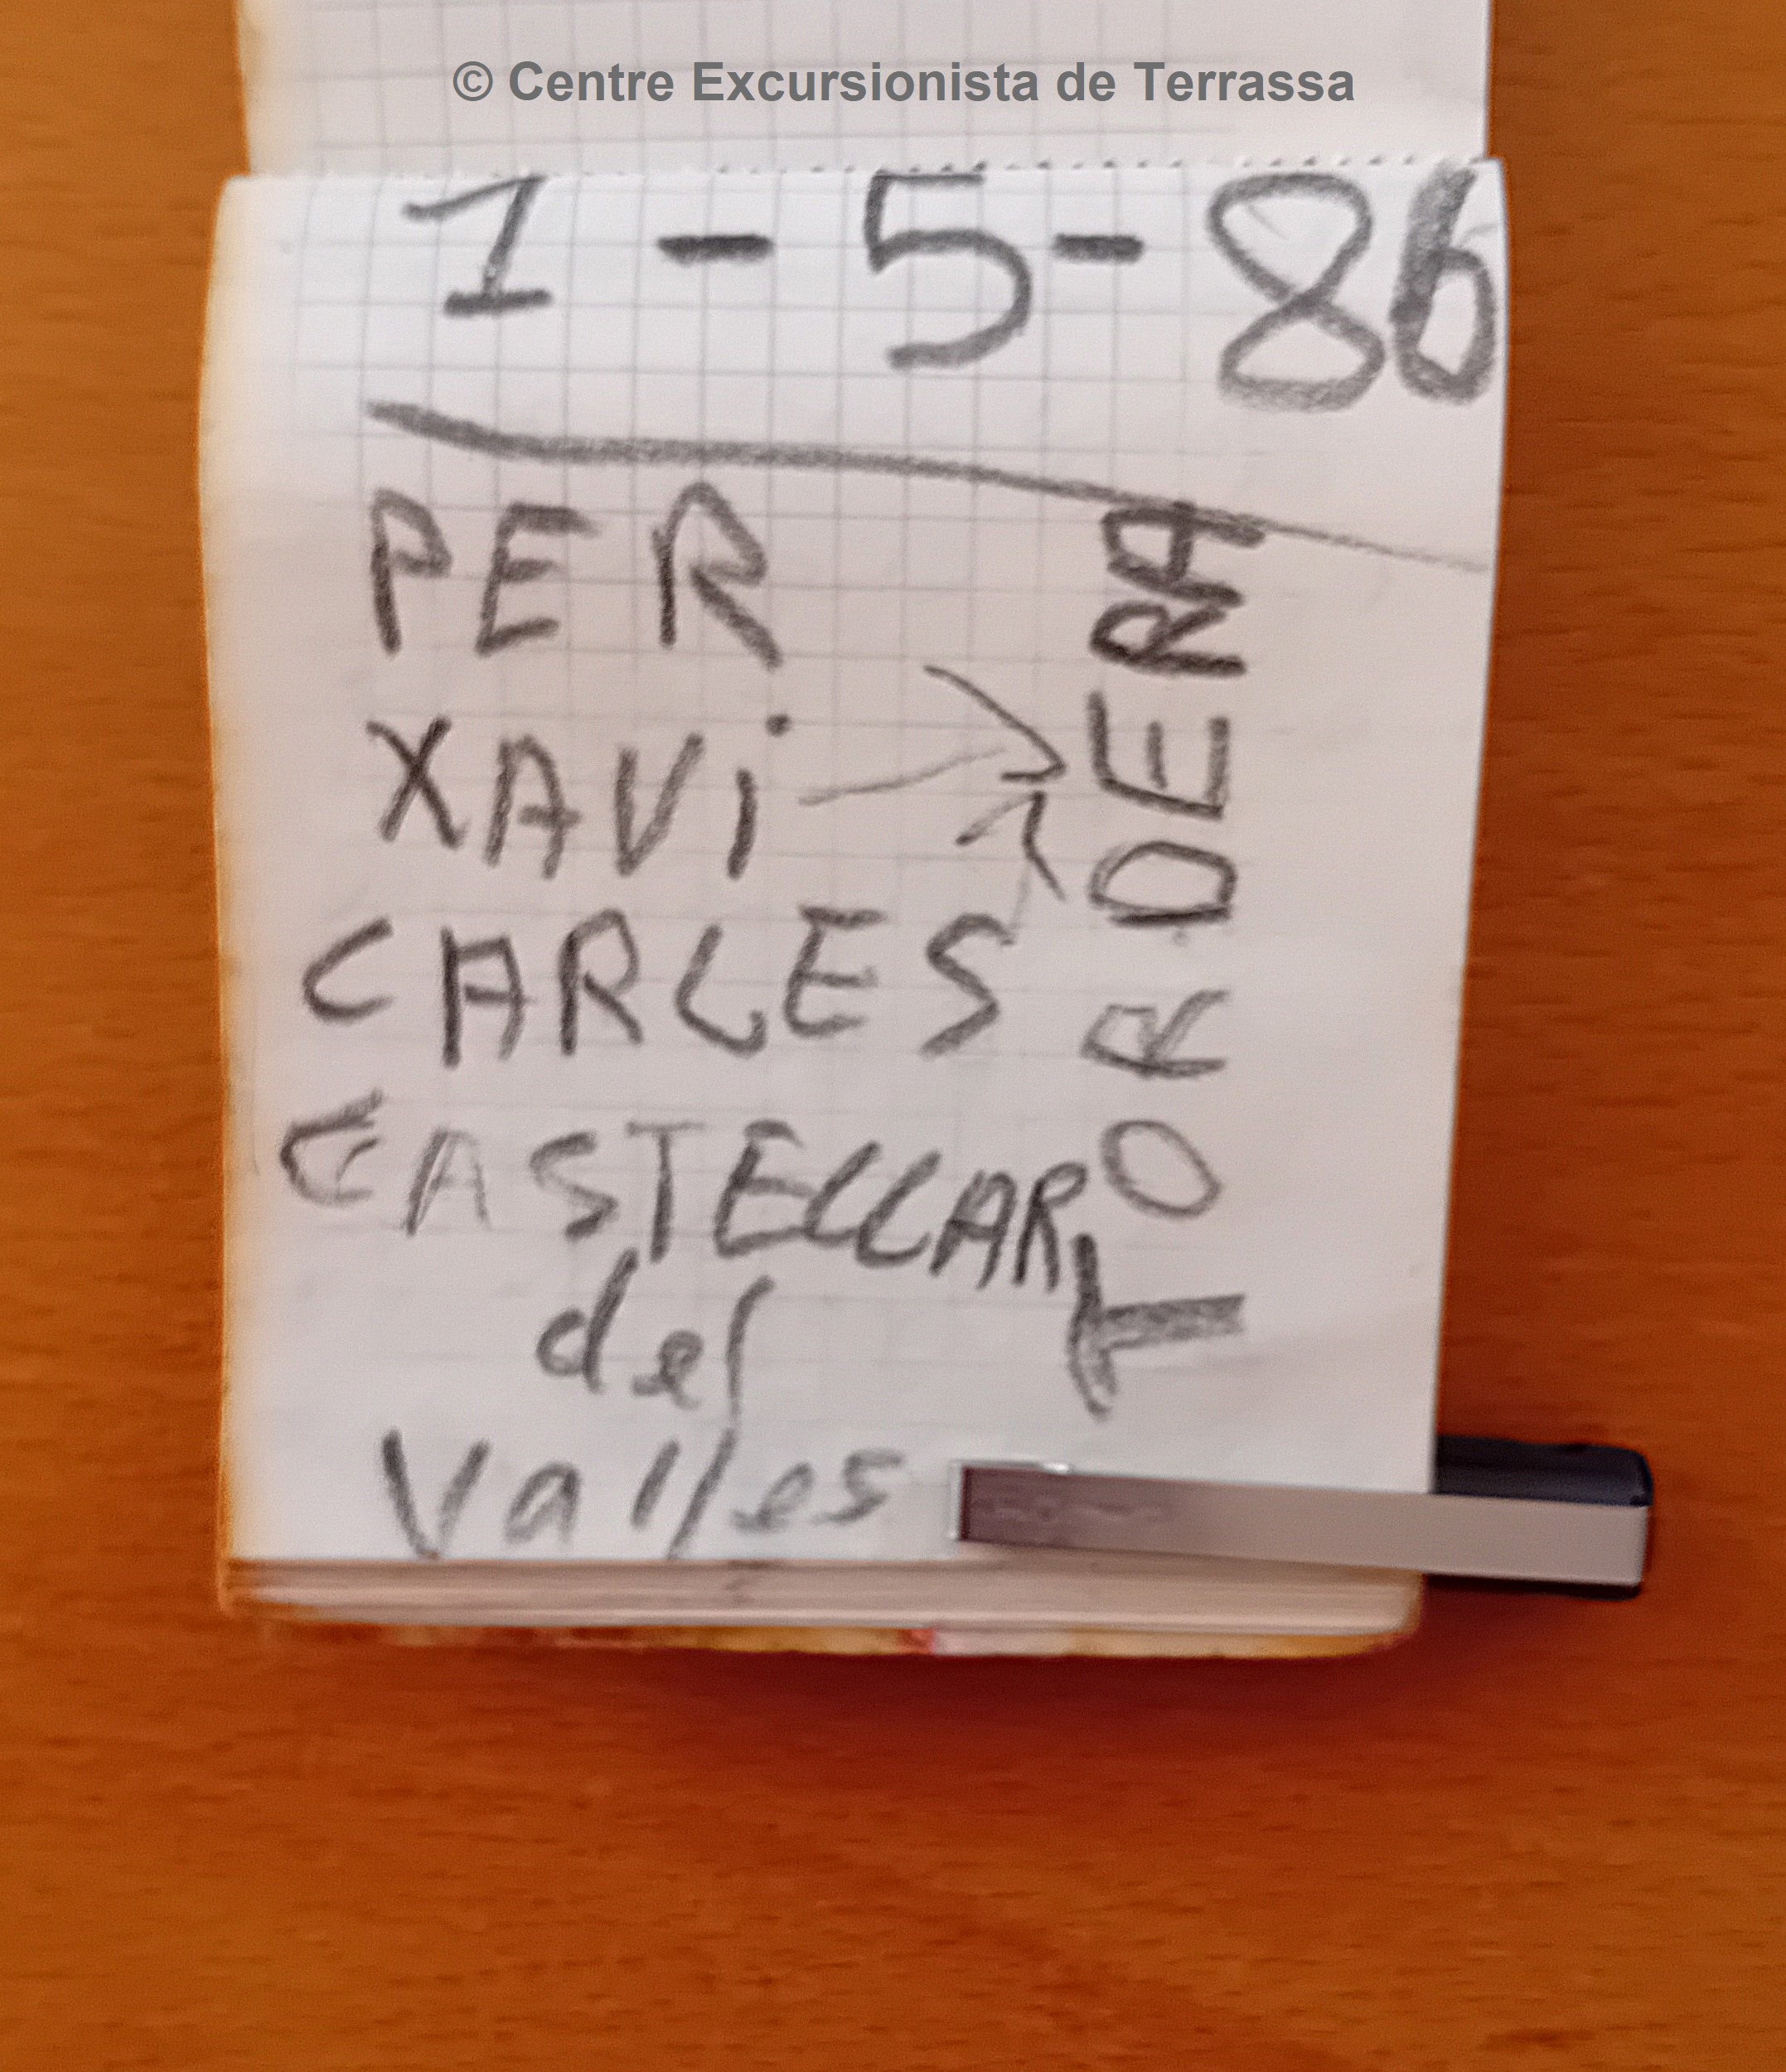 © Centre Excursionista de Terrassa
1 - 5 - 86
PER
XAVi
CARLES
CASTELLAR
del
Valles
TORDERA